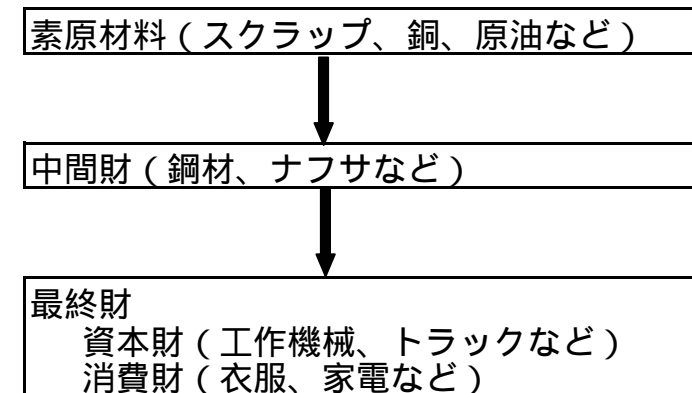 素原材料（スクラップ、銅、原油など）
中間財（鋼材、ナフサなど）
最終財
資本財（工作機械、トラックなど）
消費財（衣服、家電など）